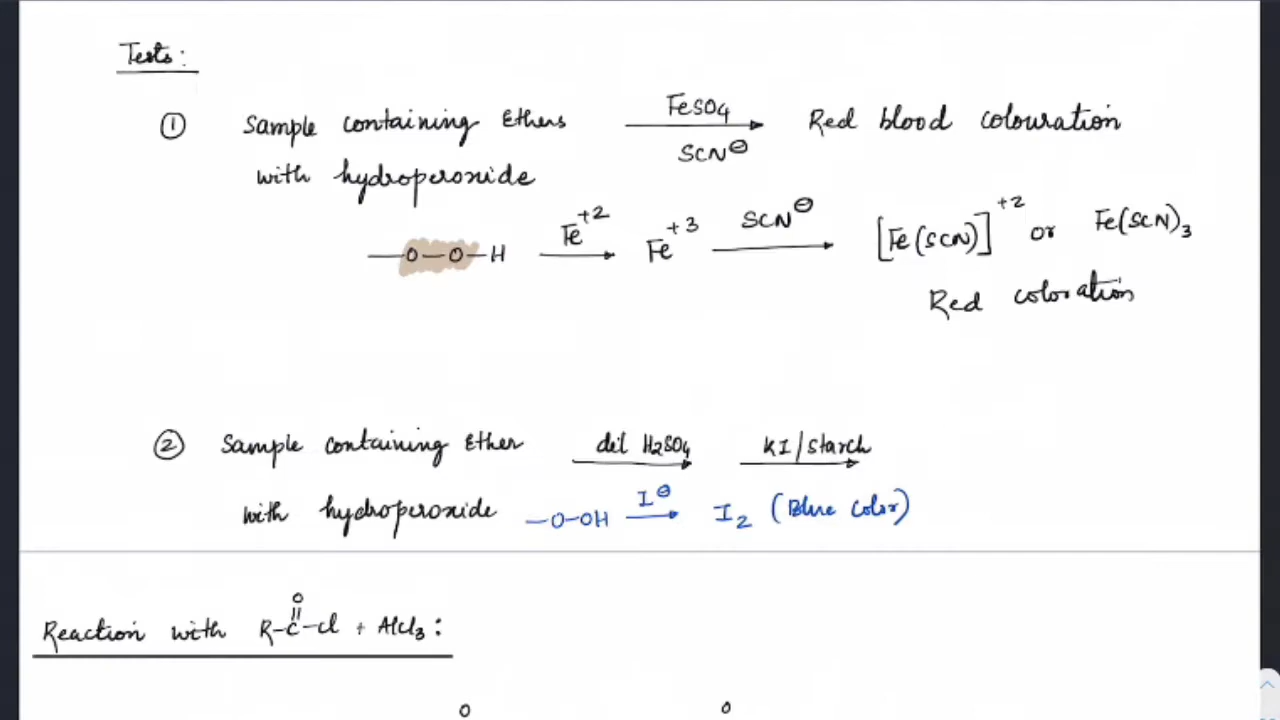 Tests:
① Sample containing Ethers FeSO4 SCN⊖ Red blood colouration
with hydroperoxide
—O—O—H Fe+2 Fe+3 SCN⊖ [Fe(SCN)]+2 or Fe(SCN)3
Red coloration
② Sample containing Ether dil H2SO4 KI/starch
with hydroperoxide —O—OH I⊖ I2 (Blue color)
O
Reaction with R-C-Cl + AlCl3:
O O